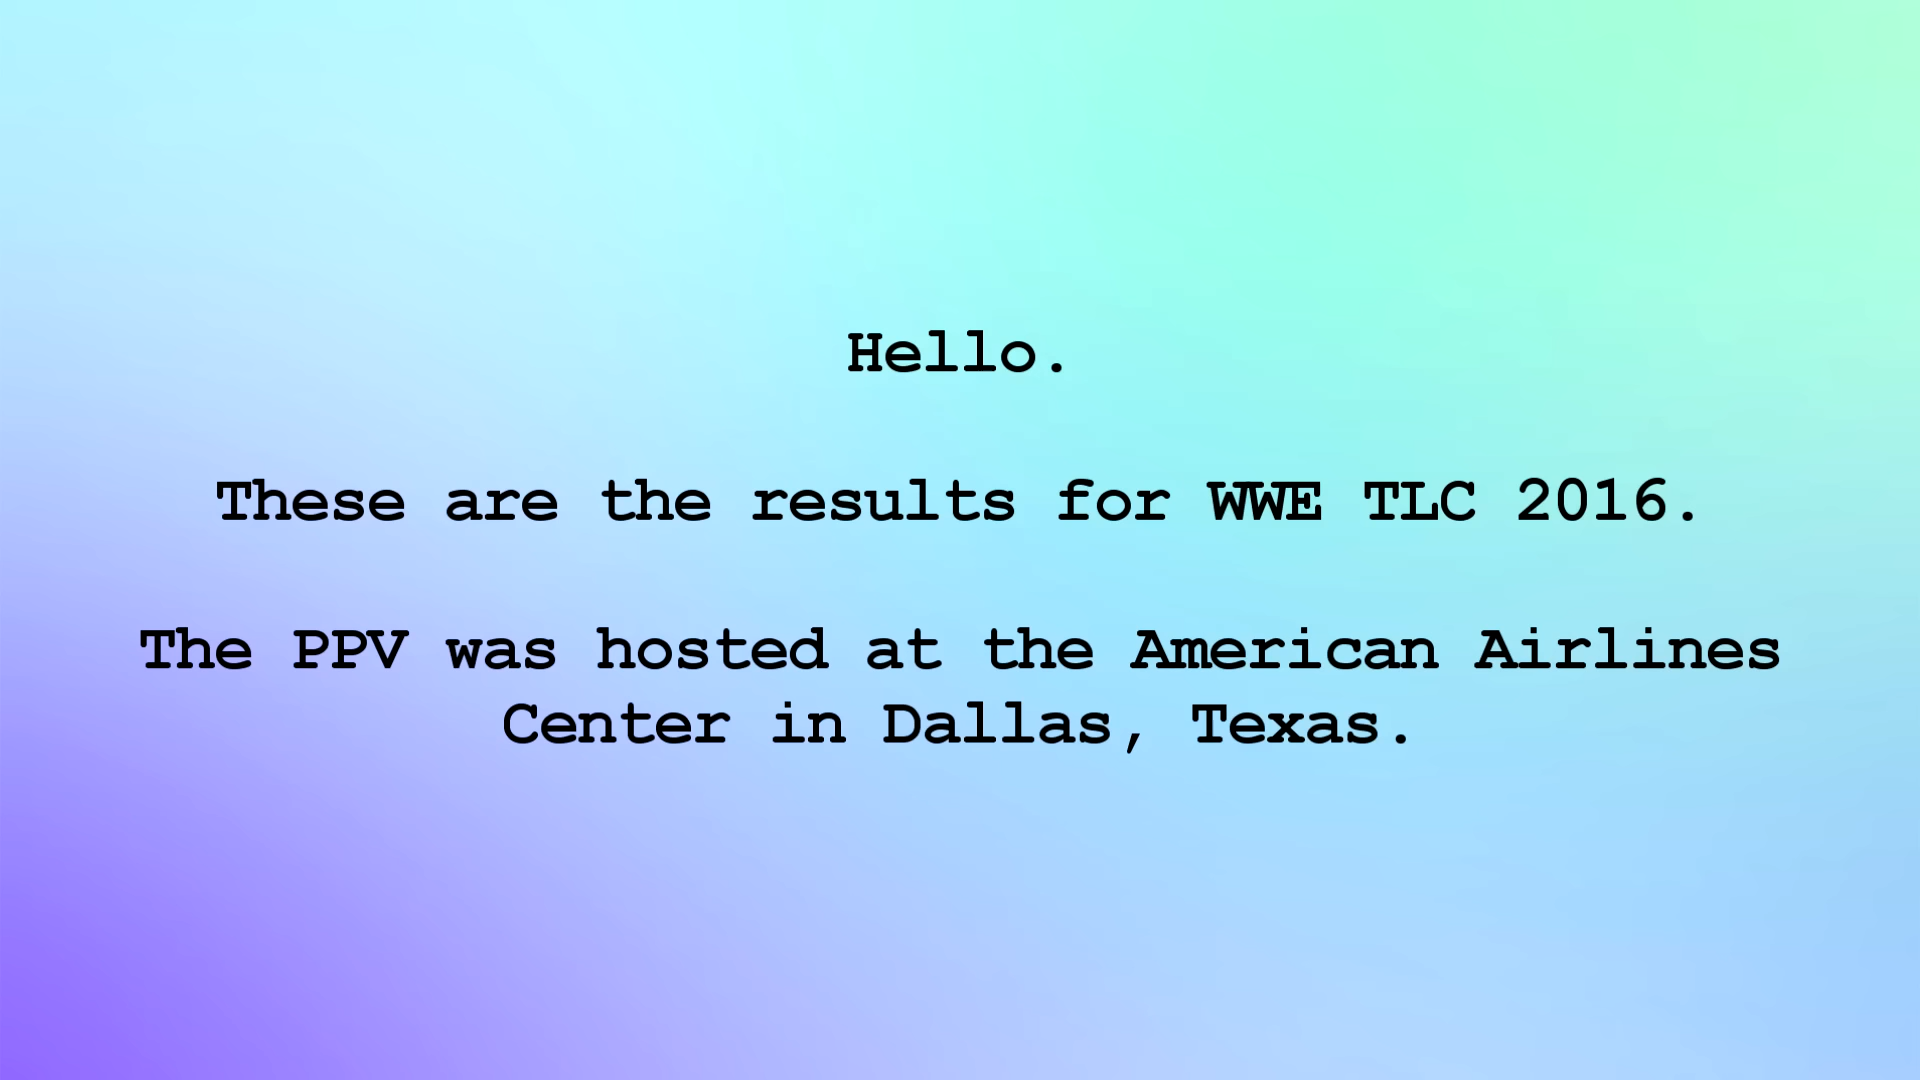 Hello.
These are the results for WWE TLC 2016.
The PPV was hosted at the American Airlines
Center in Dallas, Texas.